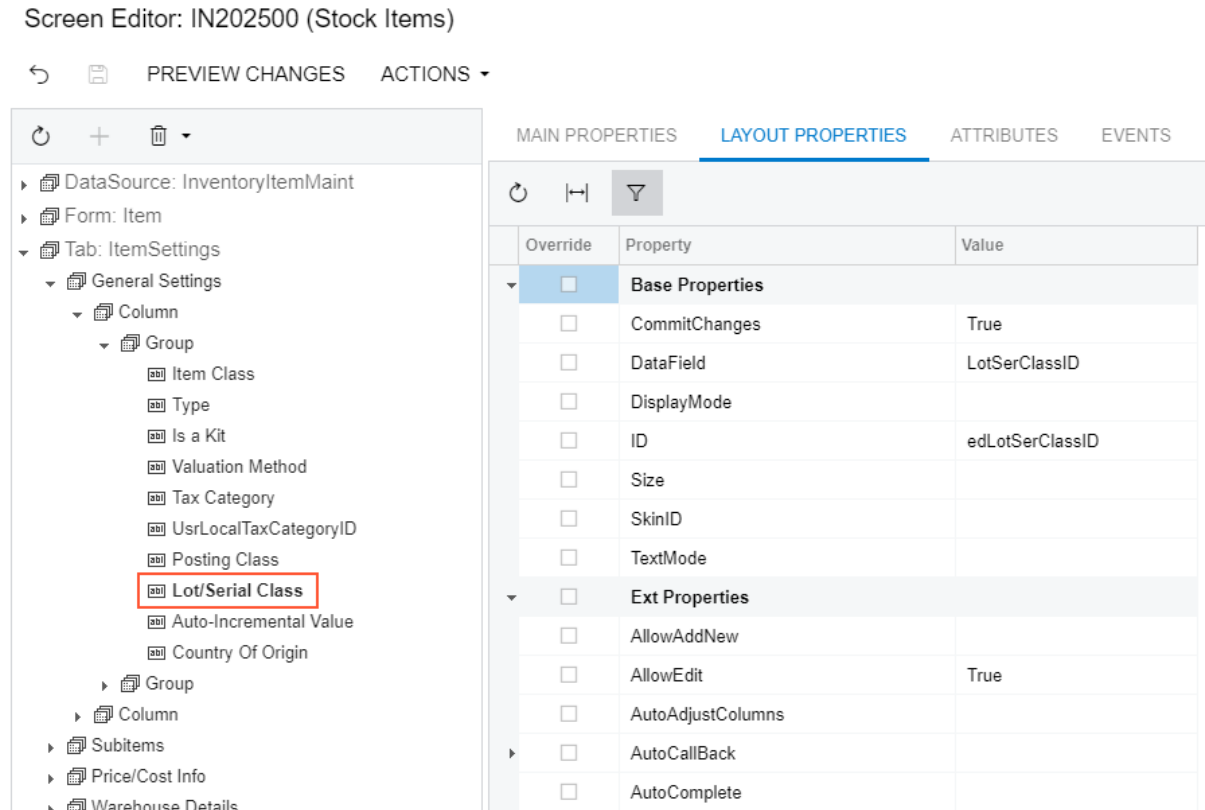 Screen Editor: IN202500 (Stock Items)
PREVIEW CHANGES ACTIONS
DataSource: InventoryItemMaint
Form: Item
Tab: ItemSettings
General Settings
Column
Group
Item Class
Type
Is a Kit
Valuation Method
Tax Category
UsrLocalTaxCategoryID
Posting Class
Lot/Serial Class
Auto-Incremental Value
Country Of Origin
Group
Column
Subitems
Price/Cost Info
Warehouse Details
MAIN PROPERTIES LAYOUT PROPERTIES ATTRIBUTES EVENTS
Override Property Value
Base Properties
CommitChanges True
DataField LotSerClassID
DisplayMode
ID edLotSerClassID
Size
SkinID
TextMode
Ext Properties
AllowAddNew
AllowEdit True
AutoAdjustColumns
AutoCallBack
AutoComplete